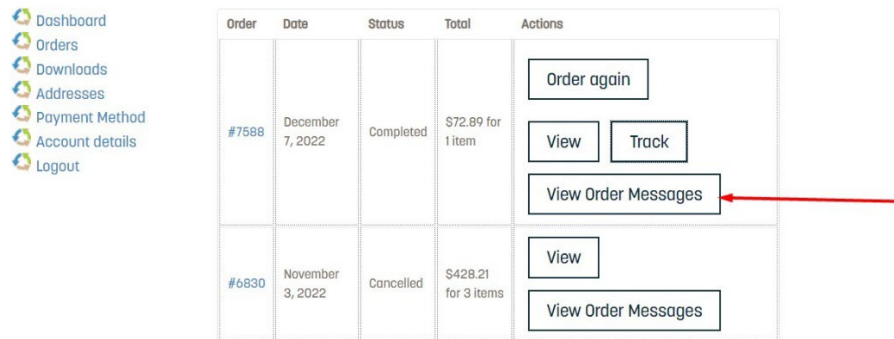 Dashboard
Orders
Downloads
Addresses
Payment Method
Account details
Logout
Order Date Status Total Actions
Order again
#7588 December 7, 2022 Completed $72.89 for 1 item
View Track
View Order Messages
#6830 November 3, 2022 Cancelled $428.21 for 3 items
View
View Order Messages